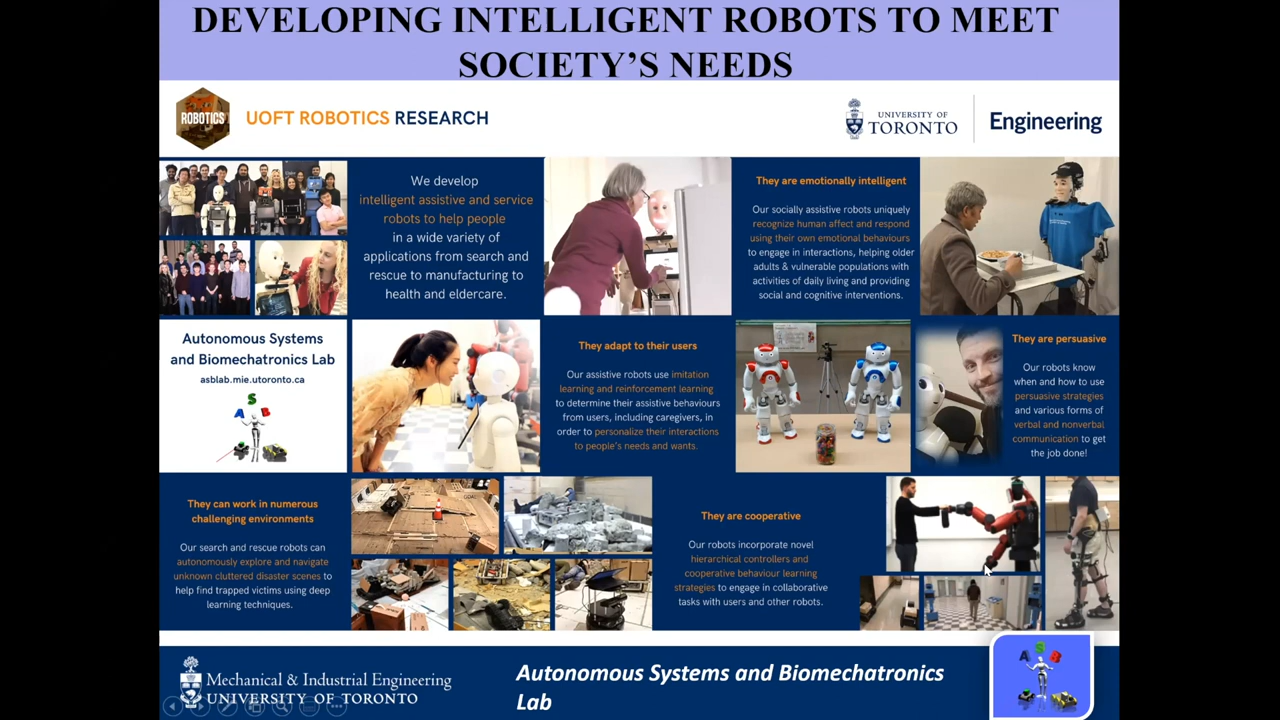 DEVELOPING INTELLIGENT ROBOTS TO MEET
SOCIETY'S NEEDS
ROBOTICS
UOFT ROBOTICS RESEARCH
UNIVERSITY OF
TORONTO
Engineering
We develop
intelligent assistive and service
robots to help people
in a wide variety of
applications from search and
rescue to manufacturing to
health and eldercare.
They are emotionally intelligent
Our socially assistive robots uniquely
recognize human affect and respond
using their own emotional behaviours
to engage in interactions, helping older
adults & vulnerable populations with
activities of daily living and providing
social and cognitive interventions.
Autonomous Systems
and Biomechatronics Lab
asblab.mie.utoronto.ca
A S B
They adapt to their users
Our assistive robots use imitation
learning and reinforcement learning
to determine their assistive behaviours
from users, including caregivers, in
order to personalize their interactions
to people's needs and wants.
They are persuasive
Our robots know
when and how to use
persuasive strategies
and various forms of
verbal and nonverbal
communication to get
the job done!
They can work in numerous
challenging environments
Our search and rescue robots can
autonomously explore and navigate
unknown cluttered disaster scenes to
help find trapped victims using deep
learning techniques.
They are cooperative
Our robots incorporate novel
hierarchical controllers and
cooperative behaviour learning
strategies to engage in collaborative
tasks with users and other robots.
Mechanical & Industrial Engineering
UNIVERSITY OF TORONTO
Autonomous Systems and Biomechatronics
Lab
A S B